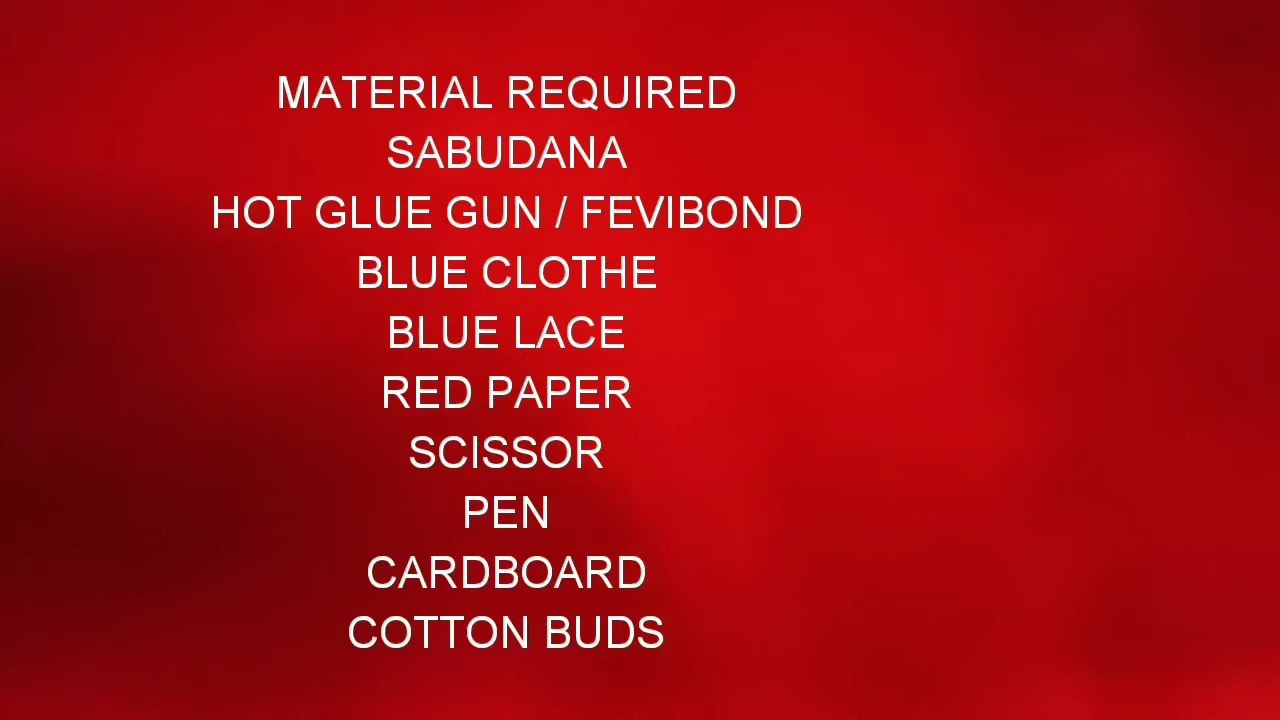 MATERIAL REQUIRED
SABUDANA
HOT GLUE GUN / FEVIBOND
BLUE CLOTHE
BLUE LACE
RED PAPER
SCISSOR
PEN
CARDBOARD
COTTON BUDS